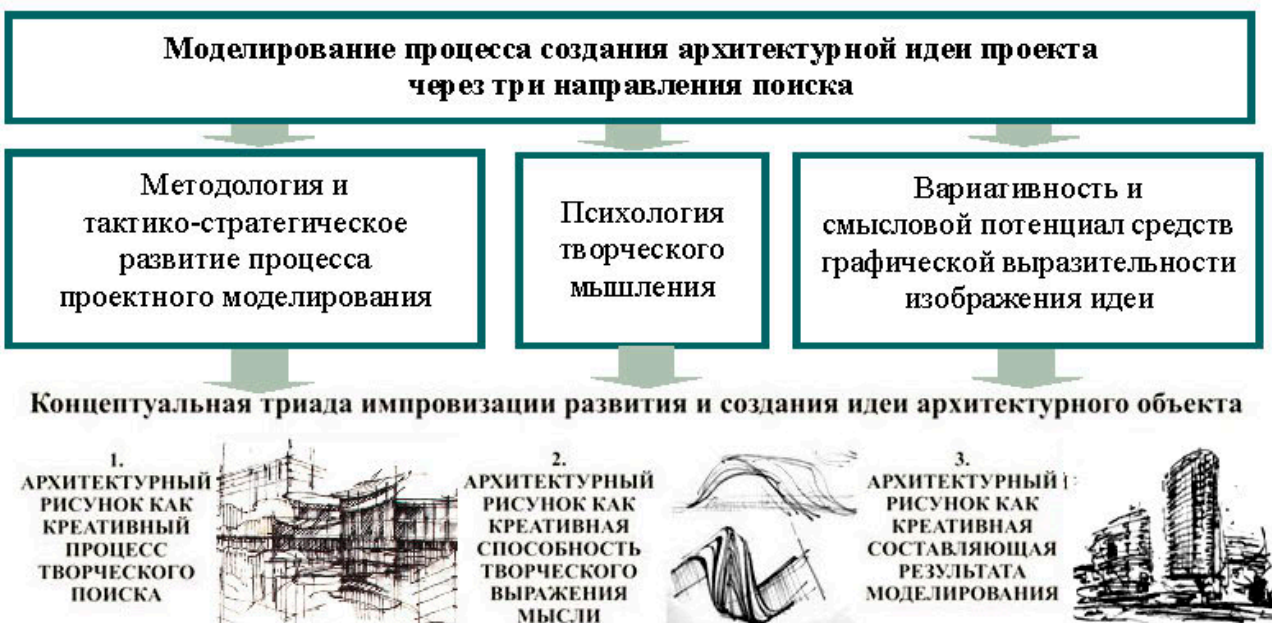 Моделирование процесса создания архитектурной идеи проекта
через три направления поиска
Методология и
тактико-стратегическое
развитие процесса
проектного моделирования
Психология
творческого
мышления
Вариативность и
смысловой потенциал средств
графической выразительности
изображения идеи
Концептуальная триада импровизации развития и создания идеи архитектурного объекта
1.
АРХИТЕКТУРНЫЙ
РИСУНОК КАК
КРЕАТИВНЫЙ
ПРОЦЕСС
ТВОРЧЕСКОГО
ПОИСКА
2.
АРХИТЕКТУРНЫЙ
РИСУНОК КАК
КРЕАТИВНАЯ
СПОСОБНОСТЬ
ТВОРЧЕСКОГО
ВЫРАЖЕНИЯ
МЫСЛИ
3.
АРХИТЕКТУРНЫЙ
РИСУНОК КАК
КРЕАТИВНАЯ
СОСТАВЛЯЮЩАЯ
РЕЗУЛЬТАТА
МОДЕЛИРОВАНИЯ